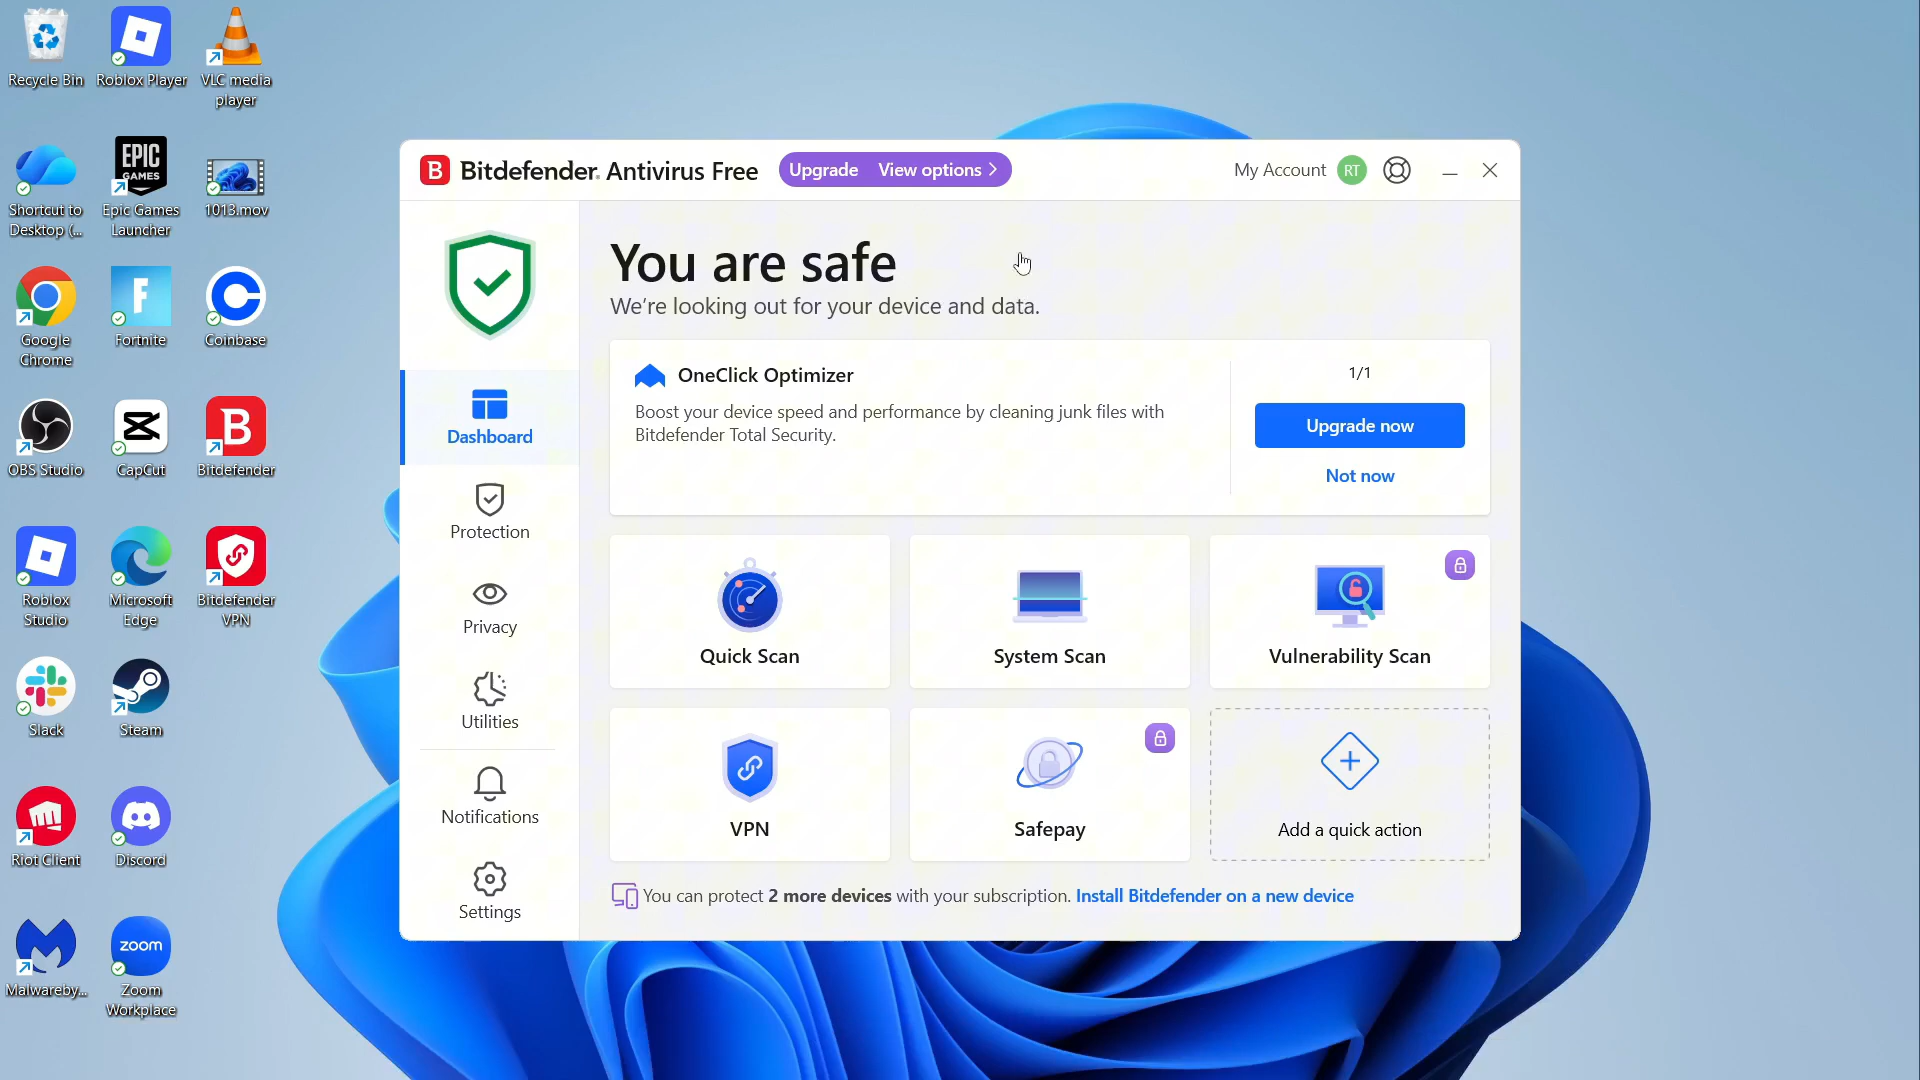 Recycle Bin
Roblox Player
VLC media
player
Shortcut to
Desktop (...
EPIC
GAMES
Epic Games
Launcher
1013.mov
Google
Chrome
F
Fortnite
Coinbase
OBS Studio
CapCut
B
Bitdefender
Roblox
Studio
Microsoft
Edge
Bitdefender
VPN
Slack
Steam
Riot Client
Discord
Malwareby...
zoom
Zoom
Workplace
B Bitdefender. Antivirus Free
Upgrade View options >
My Account RT
You are safe
We're looking out for your device and data.
Dashboard
Protection
Privacy
Utilities
Notifications
Settings
OneClick Optimizer
Boost your device speed and performance by cleaning junk files with
Bitdefender Total Security.
1/1
Upgrade now
Not now
Quick Scan
System Scan
Vulnerability Scan
VPN
Safepay
Add a quick action
You can protect 2 more devices with your subscription. Install Bitdefender on a new device